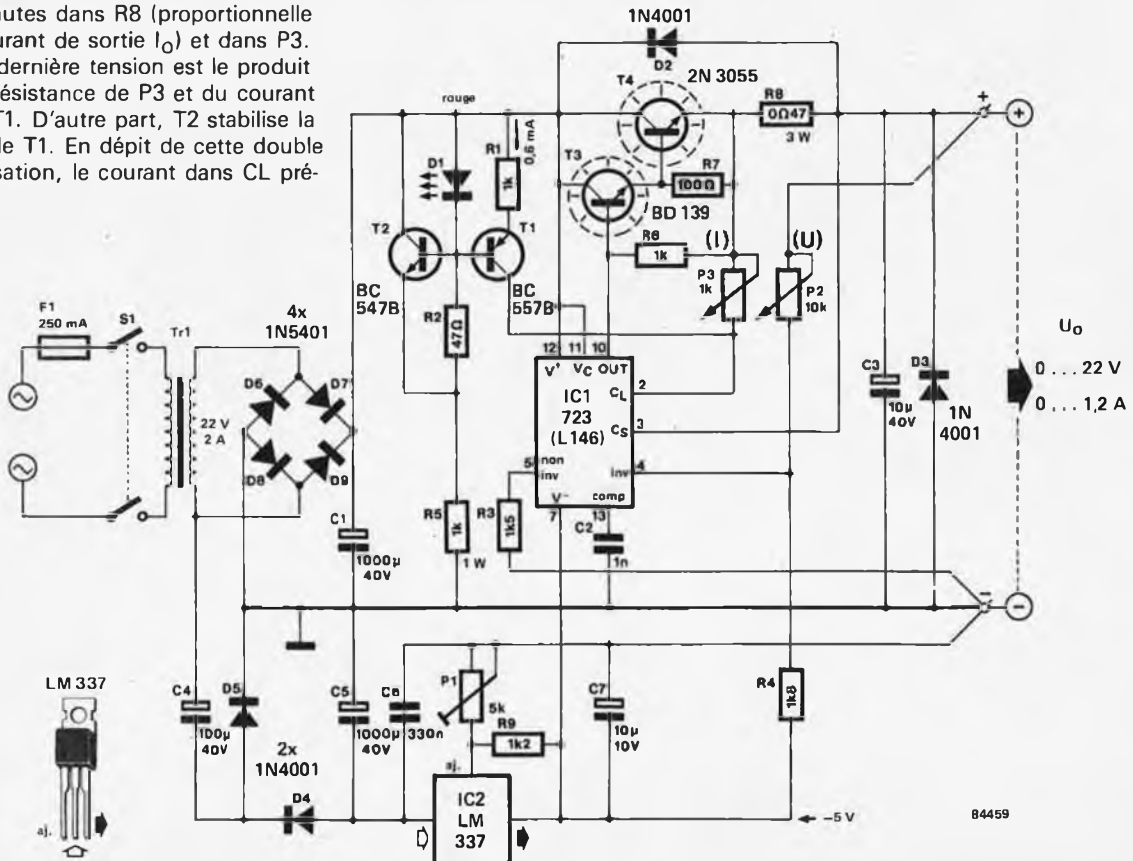 autes dans R8 (proportionnelle
urant de sortie IO) et dans P3.
dernière tension est le produit
ésistance de P3 et du courant
T1. D'autre part, T2 stabilise la
le T1. En dépit de cette double
sation, le courant dans CL pré-
1N4001
D2
T4
2N 3055
R8
0Ω47
3 W
+
+
rouge
D1
R1
1k
0,6 mA
T3
R7
100Ω
BD 139
T2
T1
R6
1k
(I)
(U)
P3
1k
P2
10k
BC
547B
BC
557B
R2
47Ω
F1
250 mA
S1
Tr1
4x
1N5401
D6
D7
D8
D9
22 V
2 A
12
11
10
V+
VC
OUT
IC1
723
(L146)
CL
2
CS
3
5
non
inv
inv
4
V-
comp
7
13
C3
10µ
40V
D3
1N
4001
Uo
0 ... 22 V
0 ... 1,2 A
C1
1000µ
40V
R5
1k
1 W
R3
1k5
C2
1n
−
−
LM 337
aj.
C4
100µ
40V
D5
2x
1N4001
D4
C5
1000µ
40V
C6
330n
P1
5k
R9
1k2
aj.
C7
10µ
10V
R4
1k8
IC2
LM
337
−5 V
84459